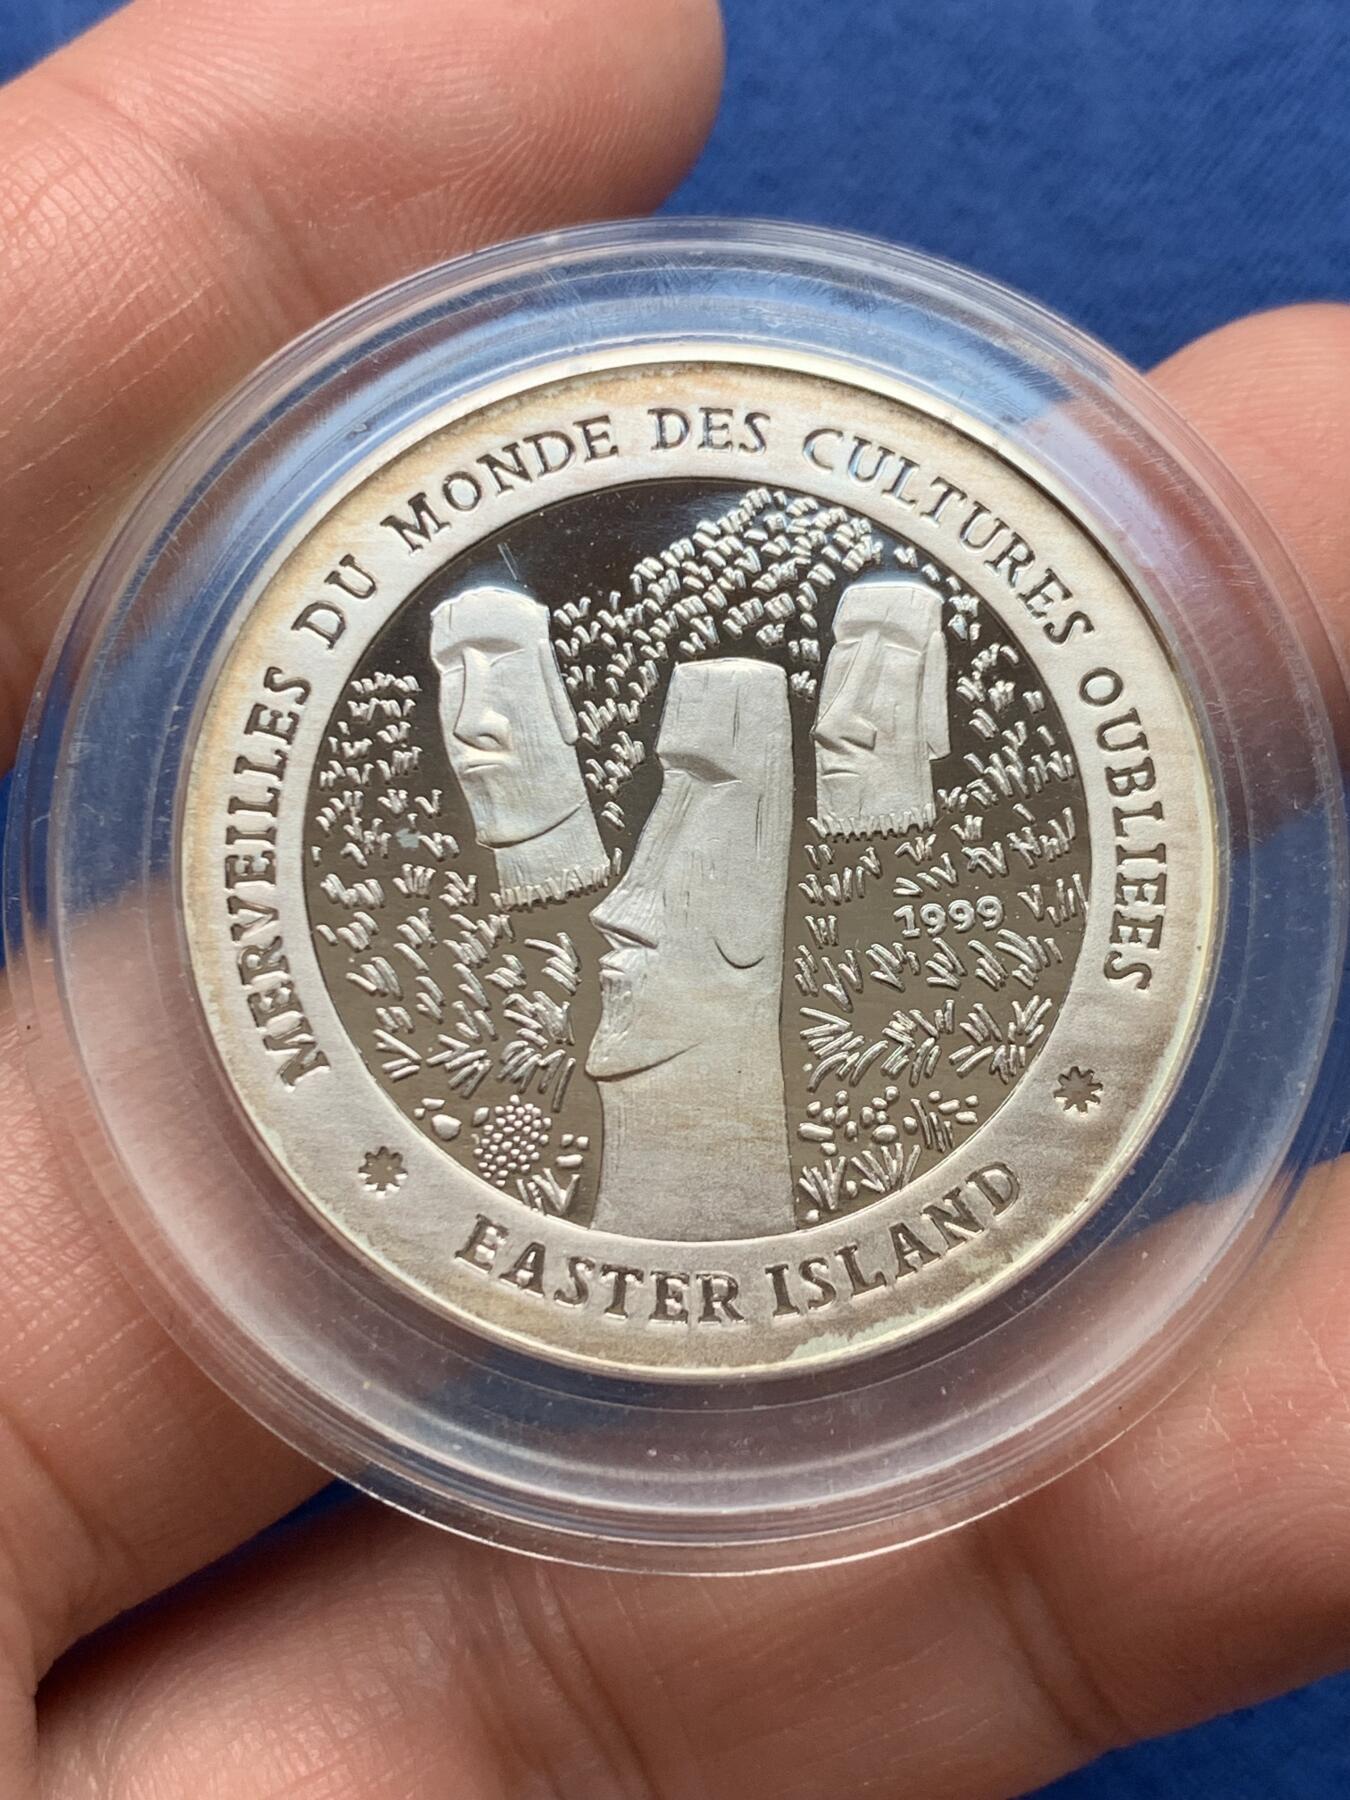 MERVEILLES DU MONDE DES CULTURES OUBLIEES
1999
EASTER ISLAND